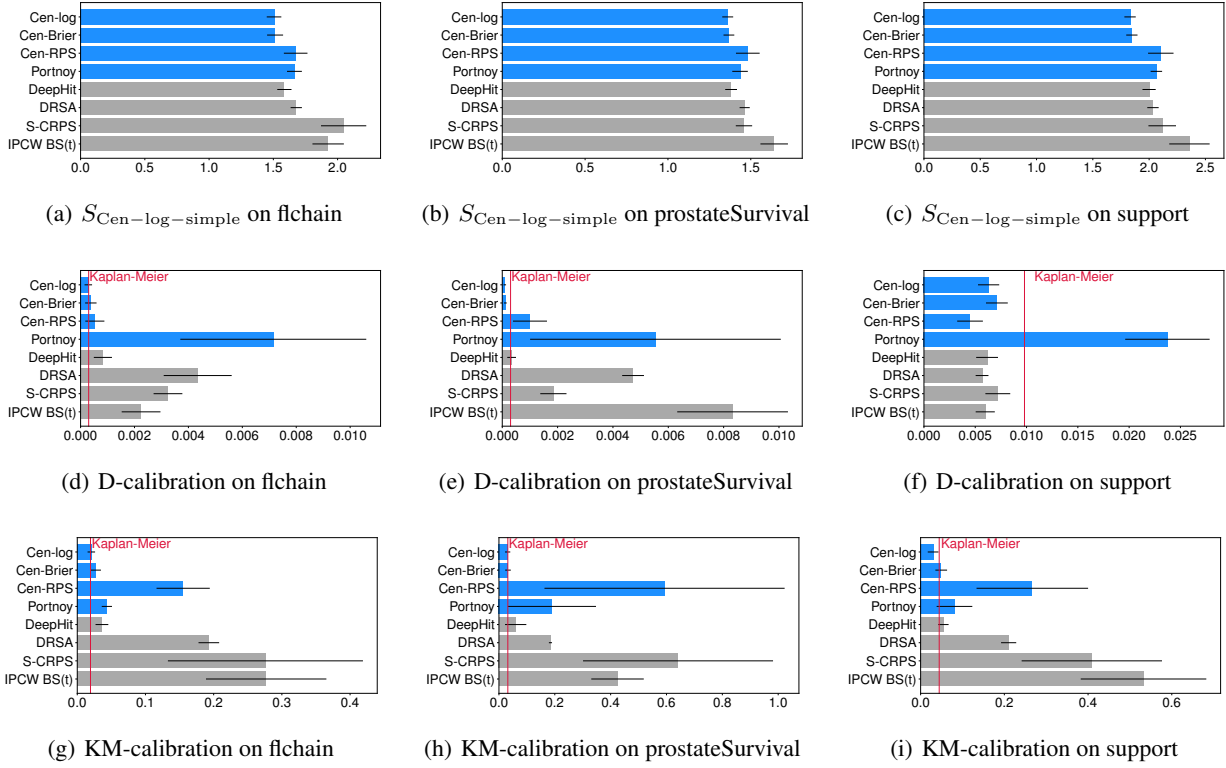 Cen-log
Cen-Brier
Cen-RPS
Portnoy
DeepHit
DRSA
S-CRPS
IPCW BS(t)
0.0 0.5 1.0 1.5 2.0
(a) S_Cen−log−simple on flchain
Cen-log
Cen-Brier
Cen-RPS
Portnoy
DeepHit
DRSA
S-CRPS
IPCW BS(t)
0.0 0.5 1.0 1.5
(b) S_Cen−log−simple on prostateSurvival
Cen-log
Cen-Brier
Cen-RPS
Portnoy
DeepHit
DRSA
S-CRPS
IPCW BS(t)
0.0 0.5 1.0 1.5 2.0 2.5
(c) S_Cen−log−simple on support
Kaplan-Meier
Cen-log
Cen-Brier
Cen-RPS
Portnoy
DeepHit
DRSA
S-CRPS
IPCW BS(t)
0.000 0.002 0.004 0.006 0.008 0.010
(d) D-calibration on flchain
Kaplan-Meier
Cen-log
Cen-Brier
Cen-RPS
Portnoy
DeepHit
DRSA
S-CRPS
IPCW BS(t)
0.000 0.002 0.004 0.006 0.008 0.010
(e) D-calibration on prostateSurvival
Kaplan-Meier
Cen-log
Cen-Brier
Cen-RPS
Portnoy
DeepHit
DRSA
S-CRPS
IPCW BS(t)
0.000 0.005 0.010 0.015 0.020 0.025
(f) D-calibration on support
Kaplan-Meier
Cen-log
Cen-Brier
Cen-RPS
Portnoy
DeepHit
DRSA
S-CRPS
IPCW BS(t)
0.0 0.1 0.2 0.3 0.4
(g) KM-calibration on flchain
Kaplan-Meier
Cen-log
Cen-Brier
Cen-RPS
Portnoy
DeepHit
DRSA
S-CRPS
IPCW BS(t)
0.0 0.2 0.4 0.6 0.8 1.0
(h) KM-calibration on prostateSurvival
Kaplan-Meier
Cen-log
Cen-Brier
Cen-RPS
Portnoy
DeepHit
DRSA
S-CRPS
IPCW BS(t)
0.0 0.2 0.4 0.6
(i) KM-calibration on support